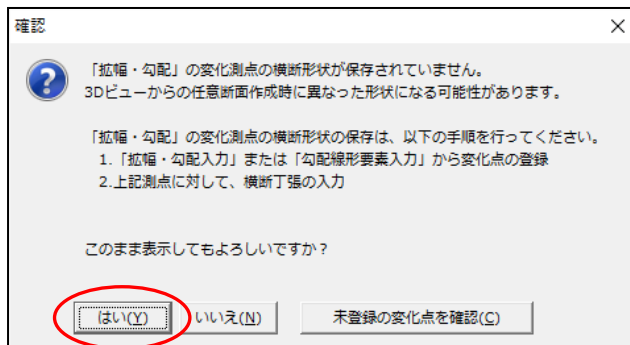 確認
「拡幅・勾配」の変化測点の横断形状が保存されていません。
3Dビューからの任意断面作成時に異なった形状になる可能性があります。
「拡幅・勾配」の変化測点の横断形状の保存は、以下の手順を行ってください。
1.「拡幅・勾配入力」または「勾配線形要素入力」から変化点の登録
2.上記測点に対して、横断丁張の入力
このまま表示してもよろしいですか？
はい(Y) いいえ(N) 未登録の変化点を確認(C)